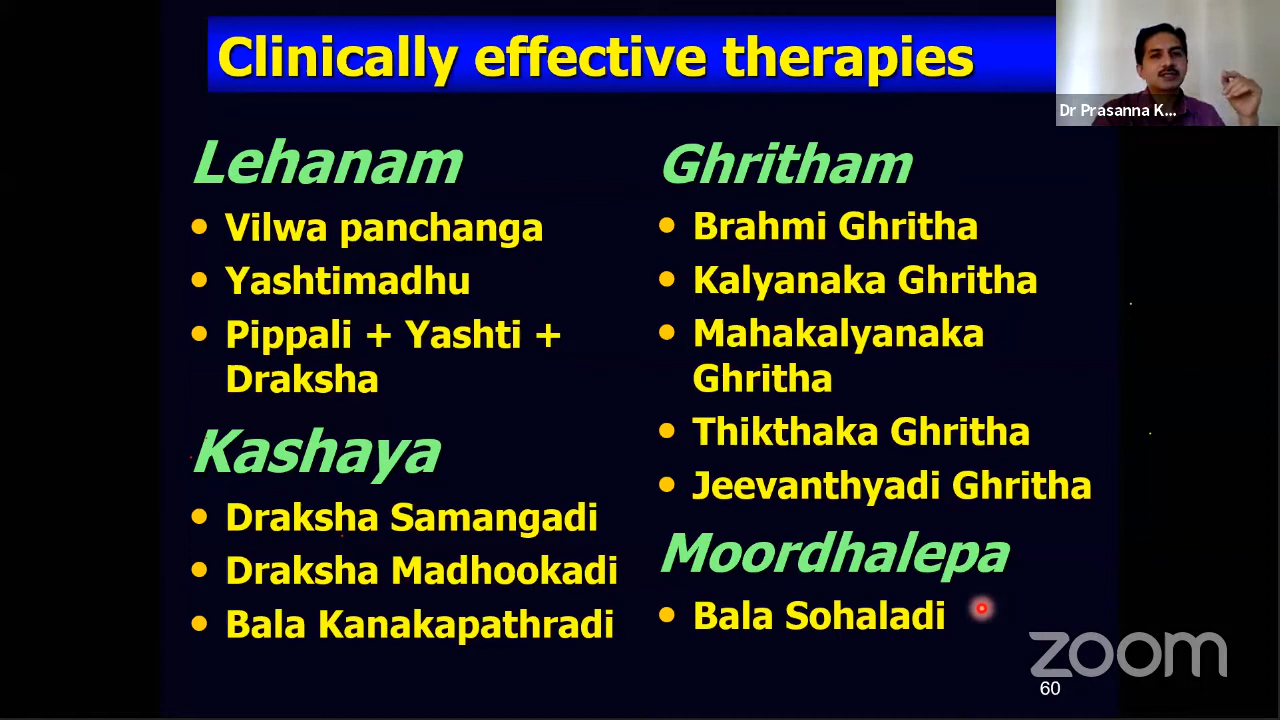 Clinically effective therapies
Dr Prasanna K...
Lehanam
• Vilwa panchanga
• Yashtimadhu
• Pippali + Yashti +
Draksha
Kashaya
• Draksha Samangadi
• Draksha Madhookadi
• Bala Kanakapathradi
Ghritham
• Brahmi Ghritha
• Kalyanaka Ghritha
• Mahakalyanaka
Ghritha
• Thikthaka Ghritha
• Jeevanthyadi Ghritha
Moordhalepa
• Bala Sohaladi
zoom
60